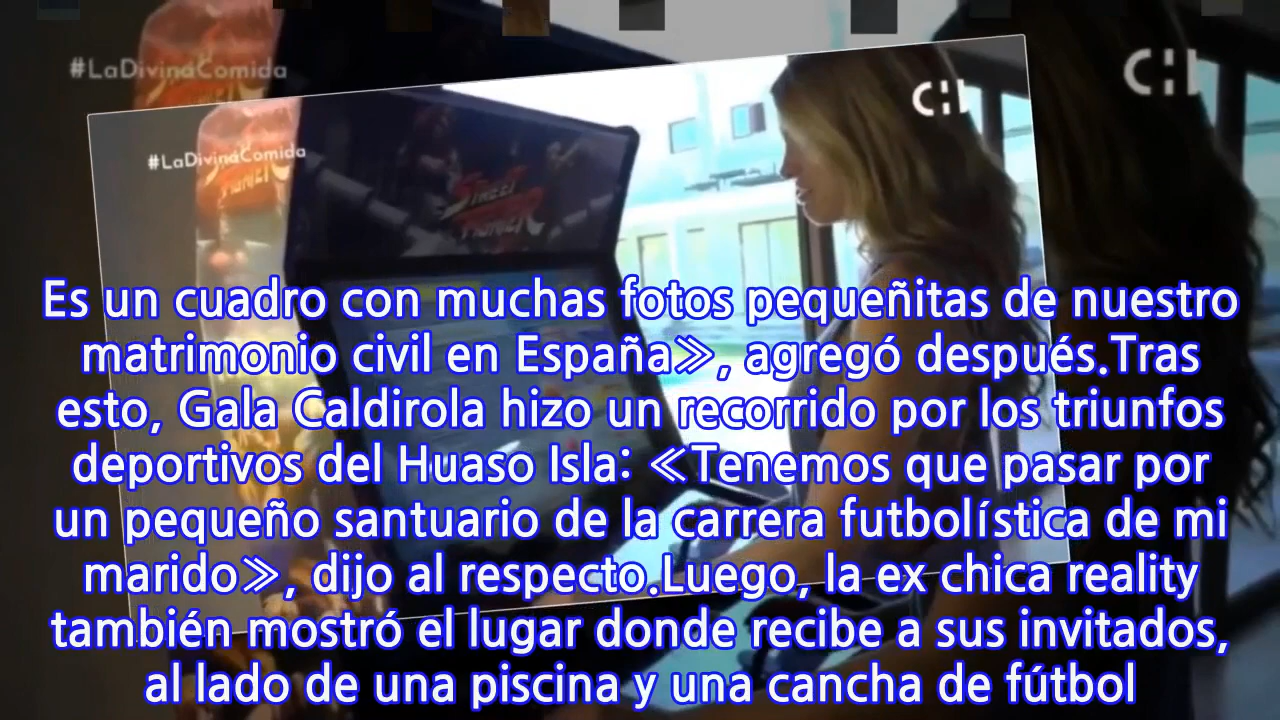 #LaDivinaComida
CHV
#LaDivinaComida
STREET
FIGHTER
Es un cuadro con muchas fotos pequeñitas de nuestro
matrimonio civil en España≫, agregó después.Tras
esto, Gala Caldirola hizo un recorrido por los triunfos
deportivos del Huaso Isla: ≪Tenemos que pasar por
un pequeño santuario de la carrera futbolística de mi
marido≫, dijo al respecto.Luego, la ex chica reality
también mostró el lugar donde recibe a sus invitados,
al lado de una piscina y una cancha de fútbol